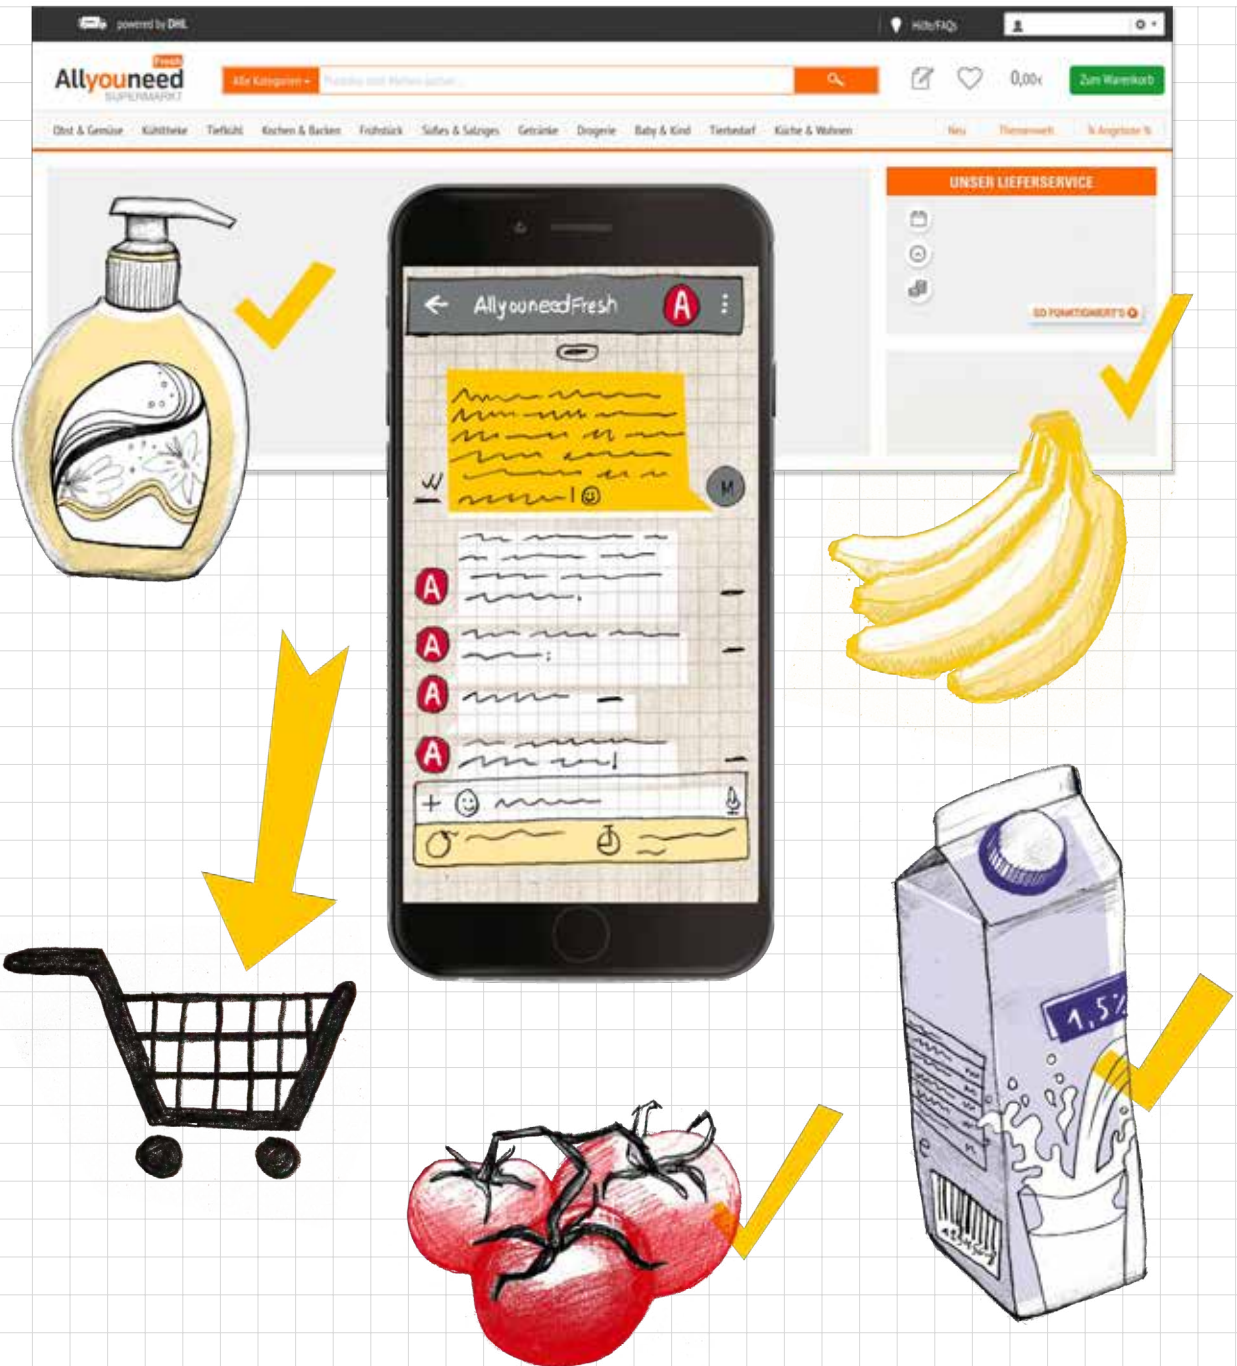 powered by DHL
Hilfe/FAQs
Fresh
Allyouneed
SUPERMARKT
Alle Kategorien
0,00€
Zum Warenkorb
Obst & Gemüse Kühltheke Tiefkühl Kochen & Backen Frühstück Süßes & Salziges Getränke Drogerie Baby & Kind Tierbedarf Küche & Wohnen Neu Themenwelt % Angebote %
UNSER LIEFERSERVICE
SO FUNKTIONIERT'S
AllyouneedFresh A
M
A
A
A
A
1,5%
e